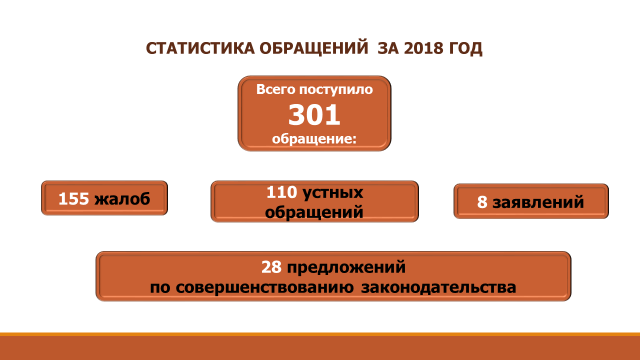 СТАТИСТИКА ОБРАЩЕНИЙ ЗА 2018 ГОД
Всего поступило
301
обращение:
155 жалоб
110 устных
обращений
8 заявлений
28 предложений
по совершенствованию законодательства